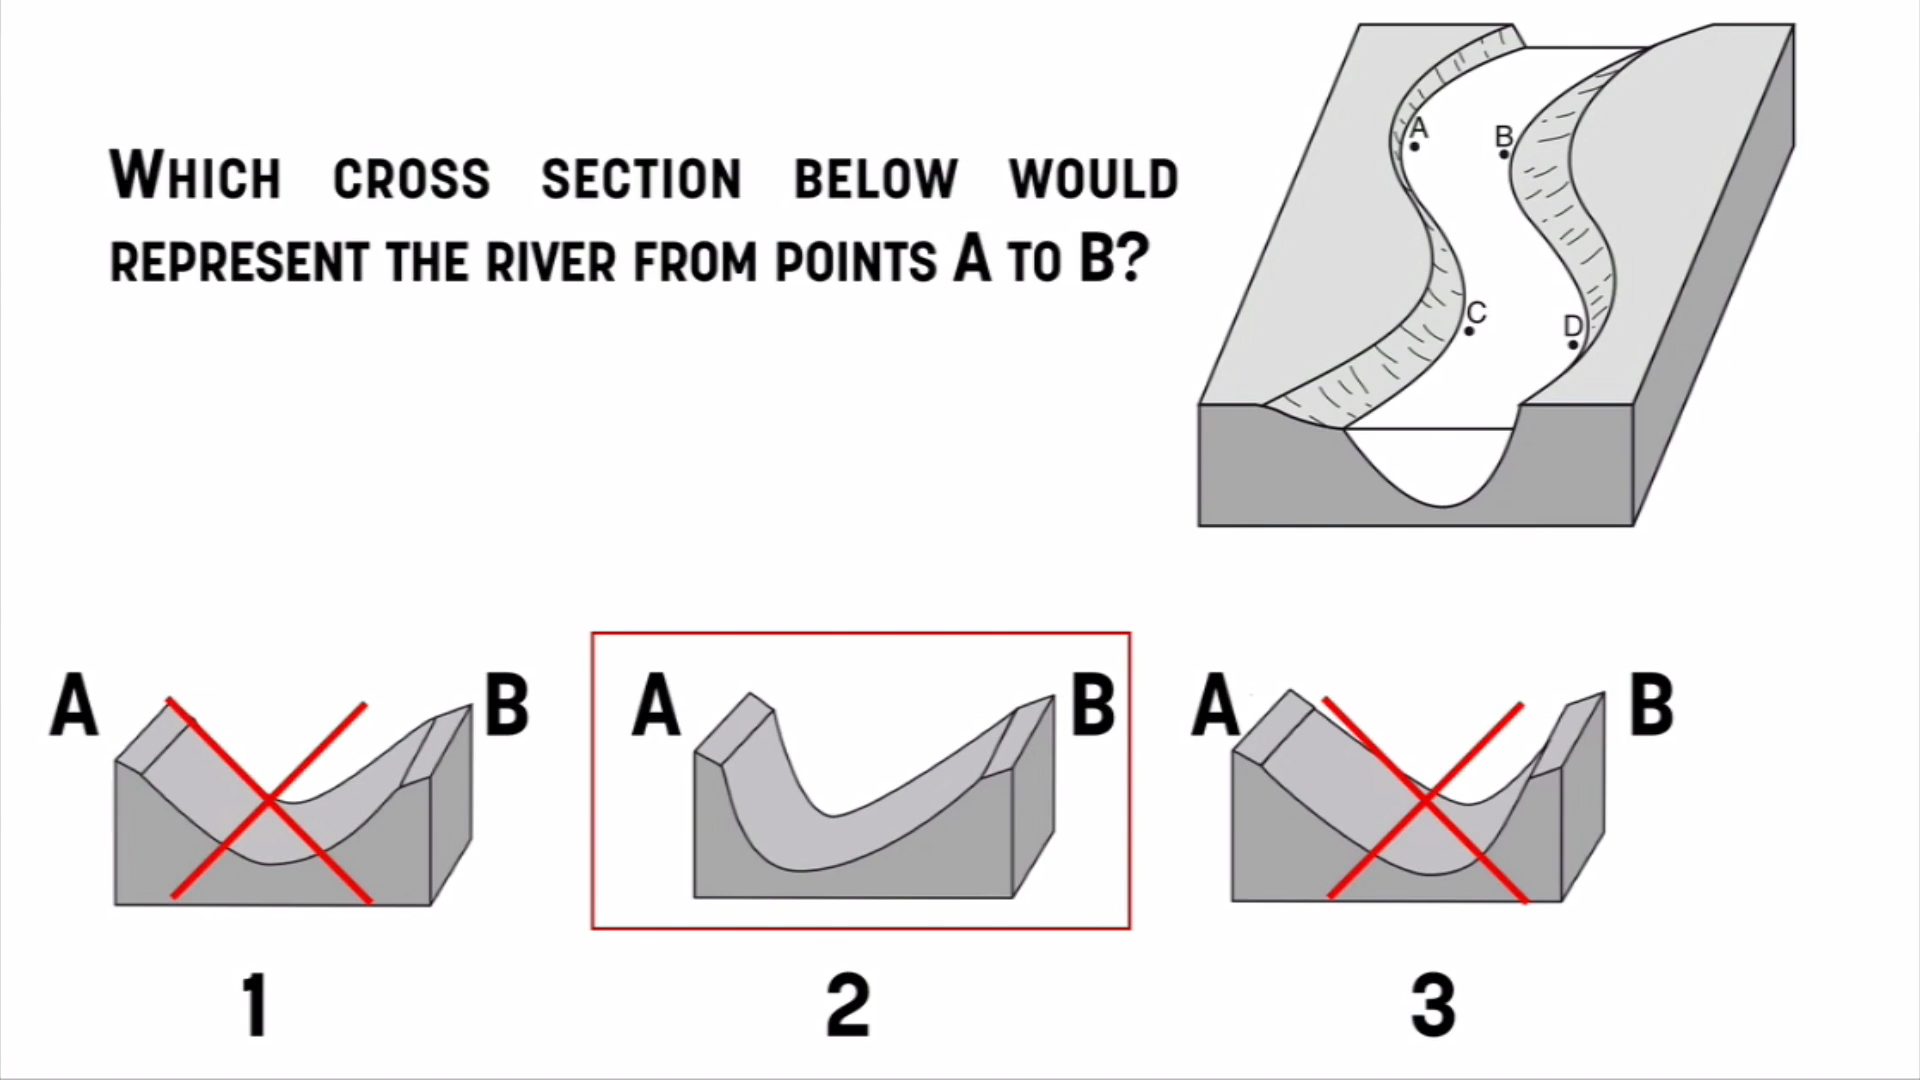 WHICH CROSS SECTION BELOW WOULD
REPRESENT THE RIVER FROM POINTS A TO B?
A
B
C
D
A
B
A
B
A
B
1
2
3